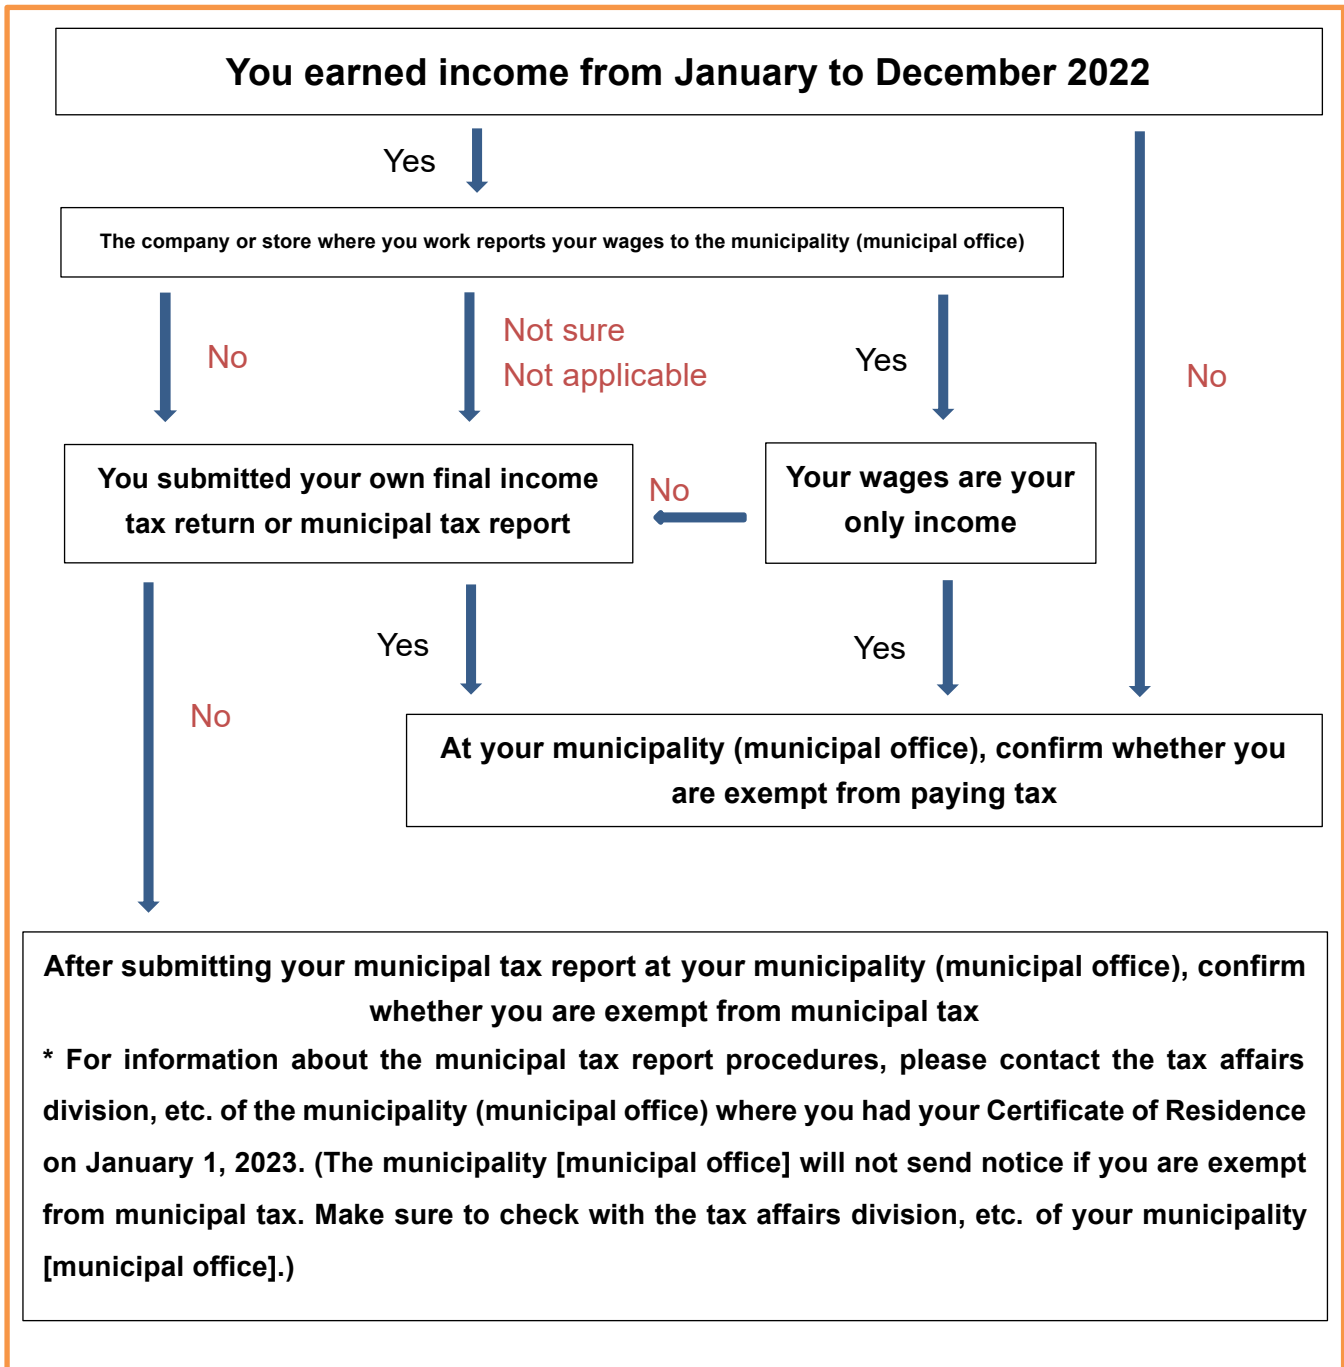 You earned income from January to December 2022
Yes
The company or store where you work reports your wages to the municipality (municipal office)
No
Not sure
Not applicable
Yes
No
You submitted your own final income
tax return or municipal tax report
No
Your wages are your
only income
Yes
Yes
No
At your municipality (municipal office), confirm whether you
are exempt from paying tax
After submitting your municipal tax report at your municipality (municipal office), confirm
whether you are exempt from municipal tax
* For information about the municipal tax report procedures, please contact the tax affairs
division, etc. of the municipality (municipal office) where you had your Certificate of Residence
on January 1, 2023. (The municipality [municipal office] will not send notice if you are exempt
from municipal tax. Make sure to check with the tax affairs division, etc. of your municipality
[municipal office].)